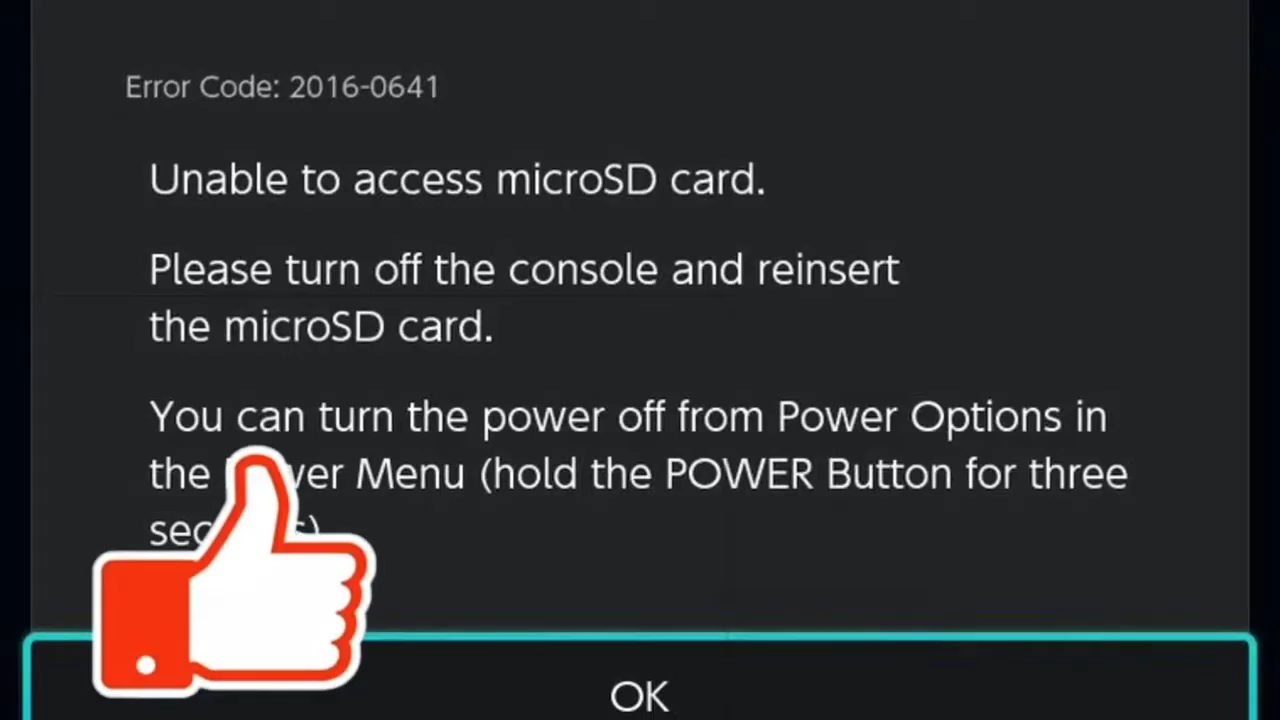 Error Code: 2016-0641
Unable to access microSD card.
Please turn off the console and reinsert
the microSD card.
You can turn the power off from Power Options in
the Menu (hold the POWER Button for three
OK